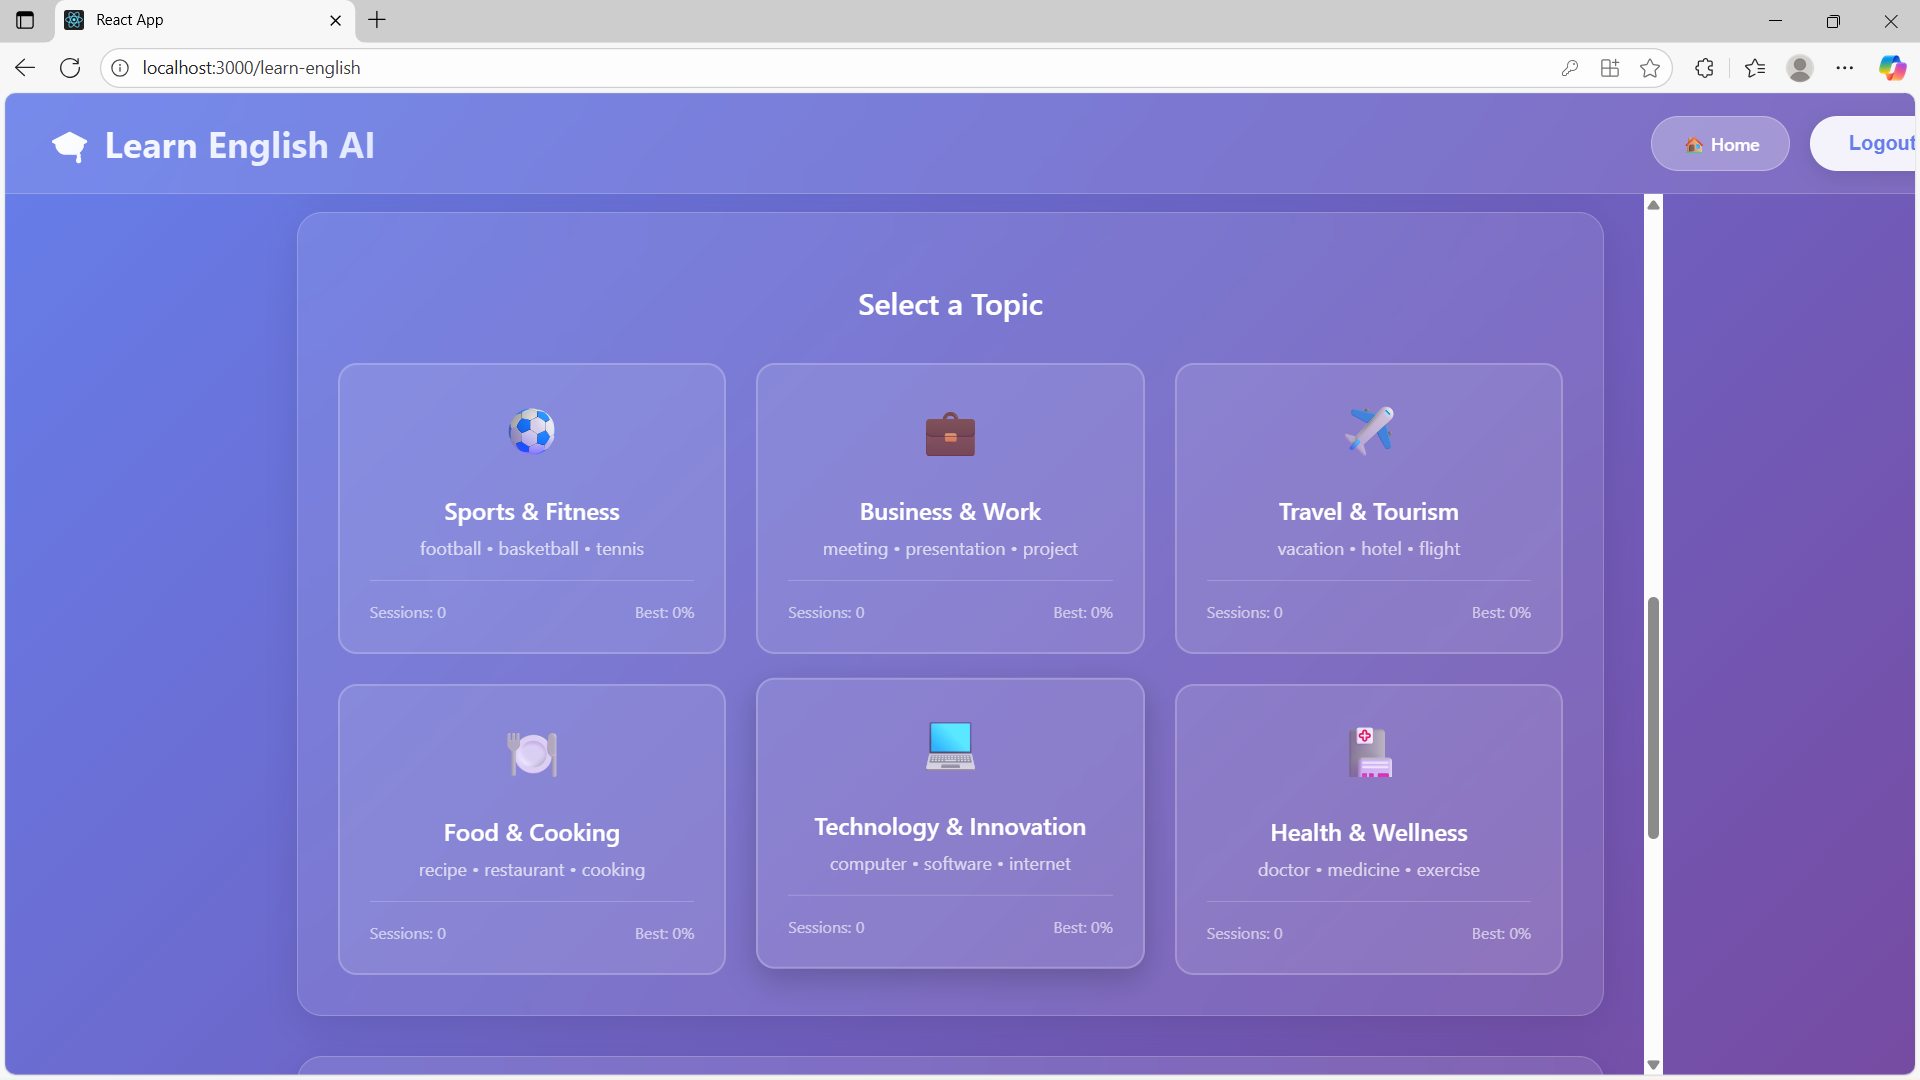 React App
localhost:3000/learn-english
Learn English AI
Home
Logout
Select a Topic
Sports & Fitness
football • basketball • tennis
Sessions: 0 Best: 0%
Business & Work
meeting • presentation • project
Sessions: 0 Best: 0%
Travel & Tourism
vacation • hotel • flight
Sessions: 0 Best: 0%
Food & Cooking
recipe • restaurant • cooking
Sessions: 0 Best: 0%
Technology & Innovation
computer • software • internet
Sessions: 0 Best: 0%
Health & Wellness
doctor • medicine • exercise
Sessions: 0 Best: 0%